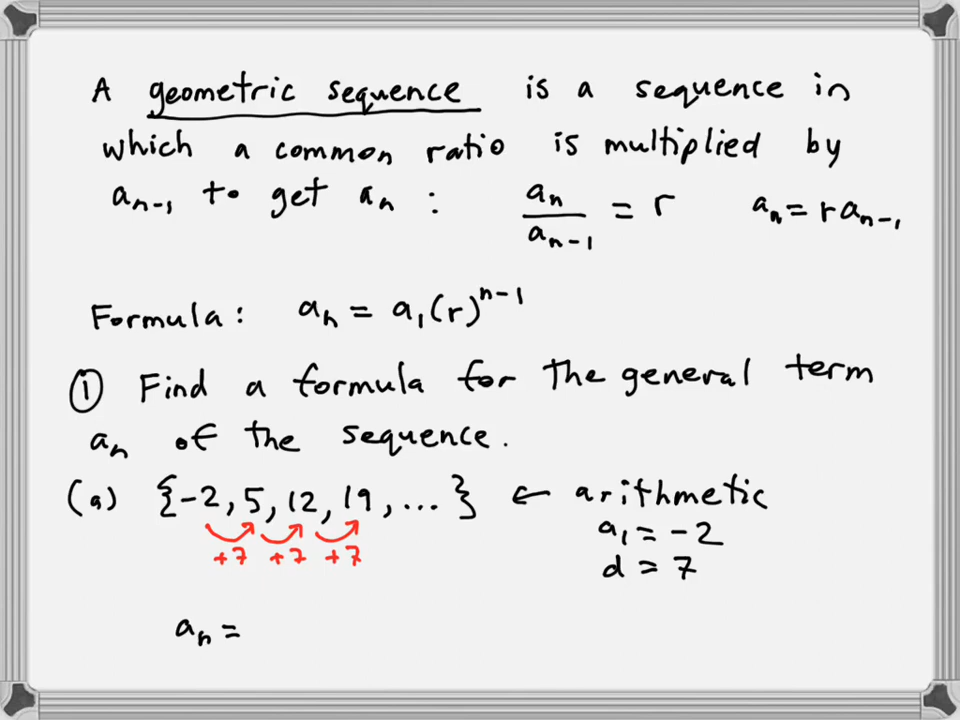 A geometric sequence is a sequence in
which a common ratio is multiplied by
aₙ₋₁ to get aₙ : aₙ/aₙ₋₁ = r aₙ = raₙ₋₁
Formula: aₙ = a₁(r)ⁿ⁻¹
① Find a formula for the general term
aₙ of the sequence.
(a) {-2, 5, 12, 19, ...} ← arithmetic
+7 +7 +7 a₁ = -2
d = 7
aₙ =